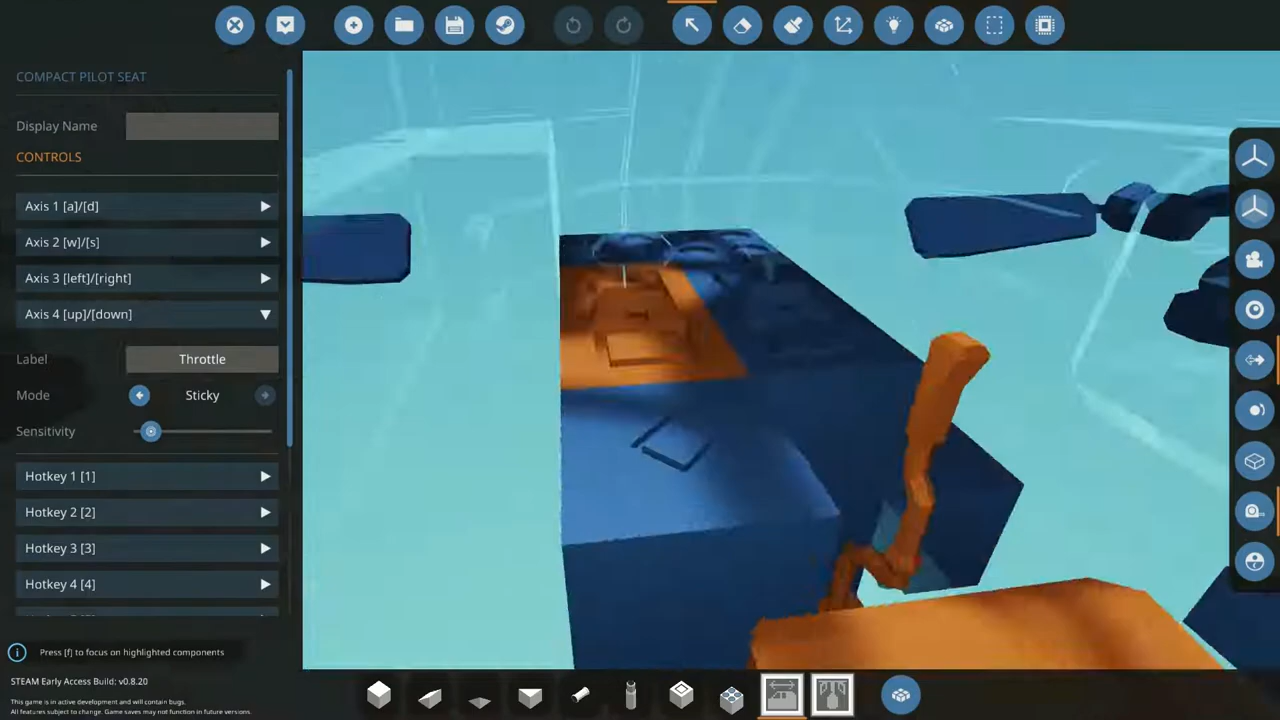 COMPACT PILOT SEAT
Display Name
CONTROLS
Axis 1 [a]/[d]
Axis 2 [w]/[s]
Axis 3 [left]/[right]
Axis 4 [up]/[down]
Label Throttle
Mode Sticky
Sensitivity
Hotkey 1 [1]
Hotkey 2 [2]
Hotkey 3 [3]
Hotkey 4 [4]
Press [f] to focus on highlighted components
STEAM Early Access Build: v0.8.20
This game is in active development and will contain bugs.
All features subject to change. Game saves may not function in future versions.